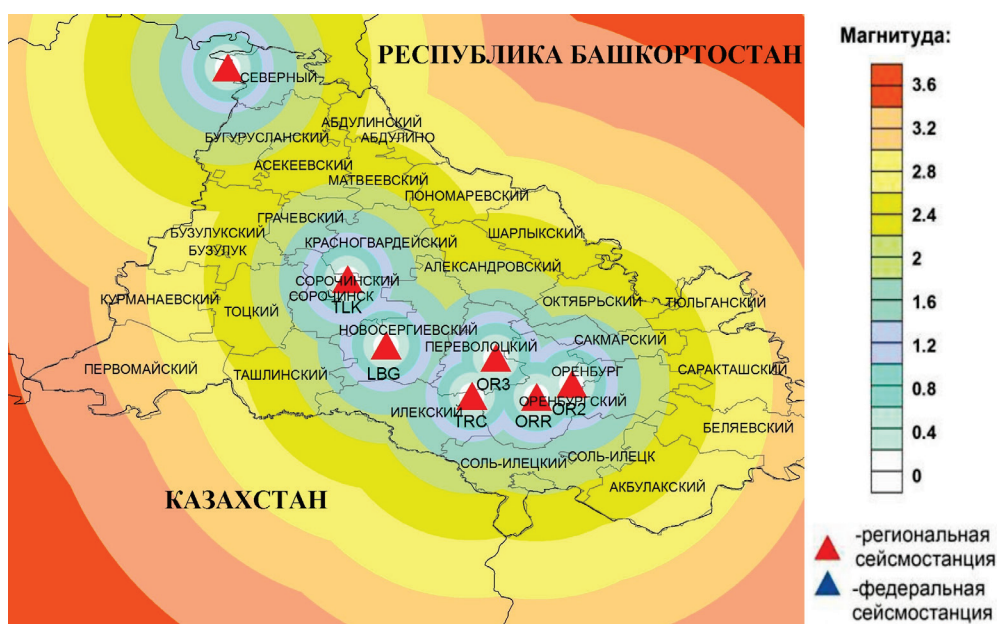 РЕСПУБЛИКА БАШКОРТОСТАН
СЕВЕРНЫЙ
АБДУЛИНСКИЙ
БУГУРУСЛАНСКИЙ
АБДУЛИНО
АСЕКЕЕВСКИЙ
МАТВЕЕВСКИЙ
ПОНОМАРЕВСКИЙ
ГРАЧЕВСКИЙ
БУЗУЛУКСКИЙ
ШАРЛЫКСКИЙ
КРАСНОГВАРДЕЙСКИЙ
БУЗУЛУК
АЛЕКСАНДРОВСКИЙ
СОРОЧИНСКИЙ
СОРОЧИНСК
КУРМАНАЕВСКИЙ
ОКТЯБРЬСКИЙ
ТЮЛЬГАНСКИЙ
TLK
ТОЦКИЙ
НОВОСЕРГИЕВСКИЙ
САКМАРСКИЙ
ПЕРЕВОЛОЦКИЙ
ПЕРВОМАЙСКИЙ
ТАШЛИНСКИЙ
LBG
ОРЕНБУРГ
САРАКТАШСКИЙ
OR3
ОРЕНБУРГСКИЙ
OR2
ИЛЕКСКИЙ
TRC
ORR
БЕЛЯЕВСКИЙ
СОЛЬ-ИЛЕЦКИЙ
СОЛЬ-ИЛЕЦК
АКБУЛАКСКИЙ
КАЗАХСТАН
Магнитуда:
3.6
3.2
2.8
2.4
2
1.6
1.2
0.8
0.4
0
-региональная
сейсмостанция
-федеральная
сейсмостанция